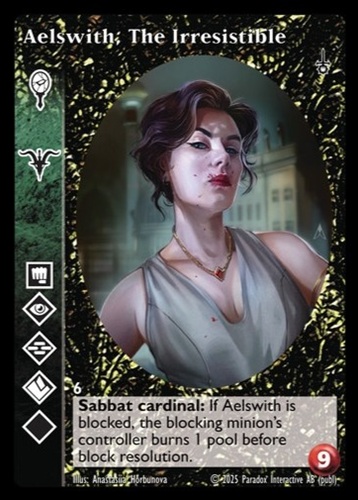 Aelswith, The Irresistible
6
Sabbat cardinal: If Aelswith is
blocked, the blocking minion's
controller burns 1 pool before
block resolution.
9
Illus: Anastasiia Horbunova © 2025 Paradox Interactive AB (publ)